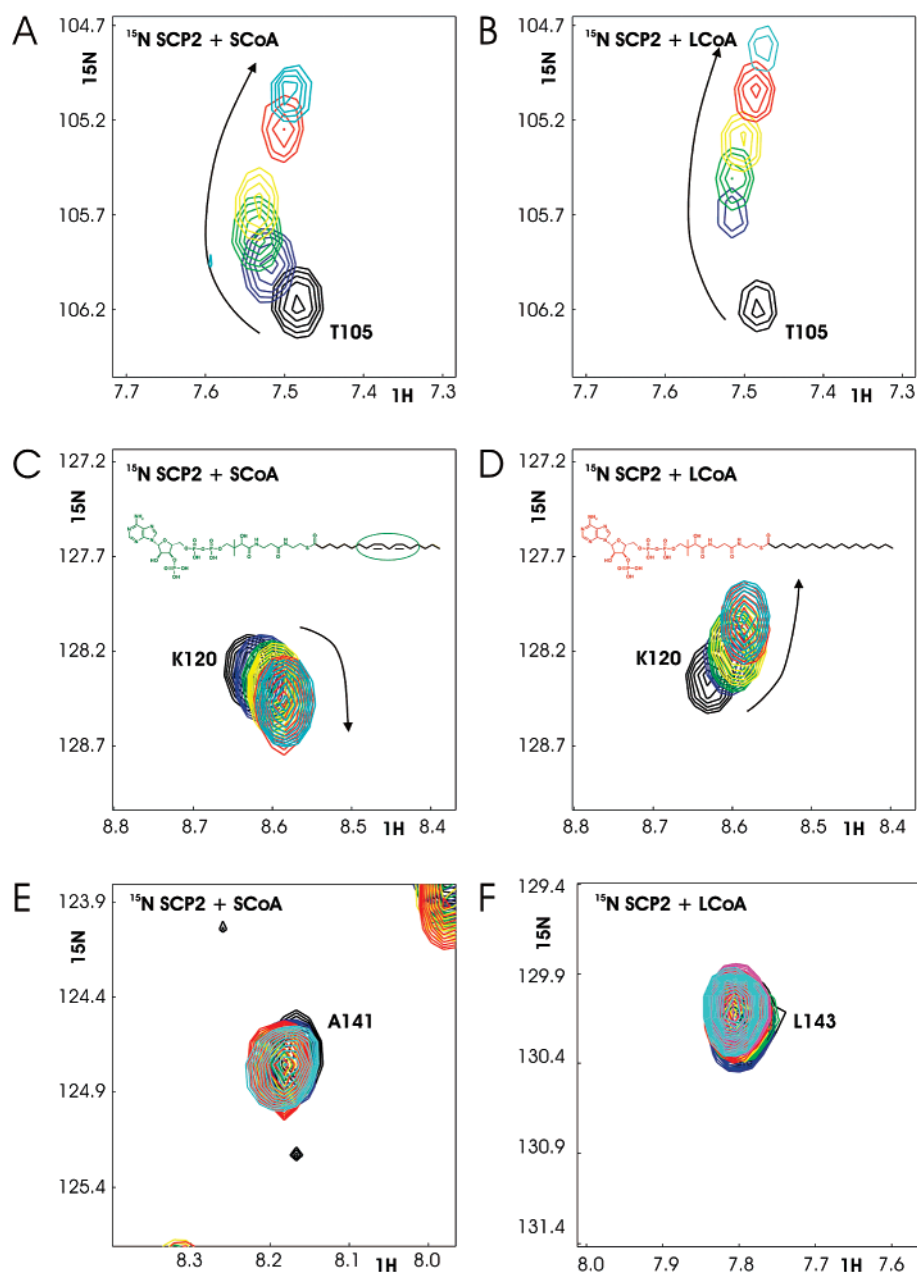 A
¹⁵N SCP2 + SCoA
15N
104.7
105.2
105.7
106.2
T105
7.7 7.6 7.5 7.4 7.3
1H
B
¹⁵N SCP2 + LCoA
15N
104.7
105.2
105.7
106.2
T105
7.7 7.6 7.5 7.4 7.3
1H
C
¹⁵N SCP2 + SCoA
15N
127.2
127.7
128.2
128.7
K120
8.8 8.7 8.6 8.5 8.4
1H
D
¹⁵N SCP2 + LCoA
15N
127.2
127.7
128.2
128.7
K120
8.8 8.7 8.6 8.5 8.4
1H
E
¹⁵N SCP2 + SCoA
15N
123.9
124.4
124.9
125.4
A141
8.3 8.2 8.1 8.0
1H
F
¹⁵N SCP2 + LCoA
15N
129.4
129.9
130.4
130.9
131.4
L143
8.0 7.9 7.8 7.7 7.6
1H